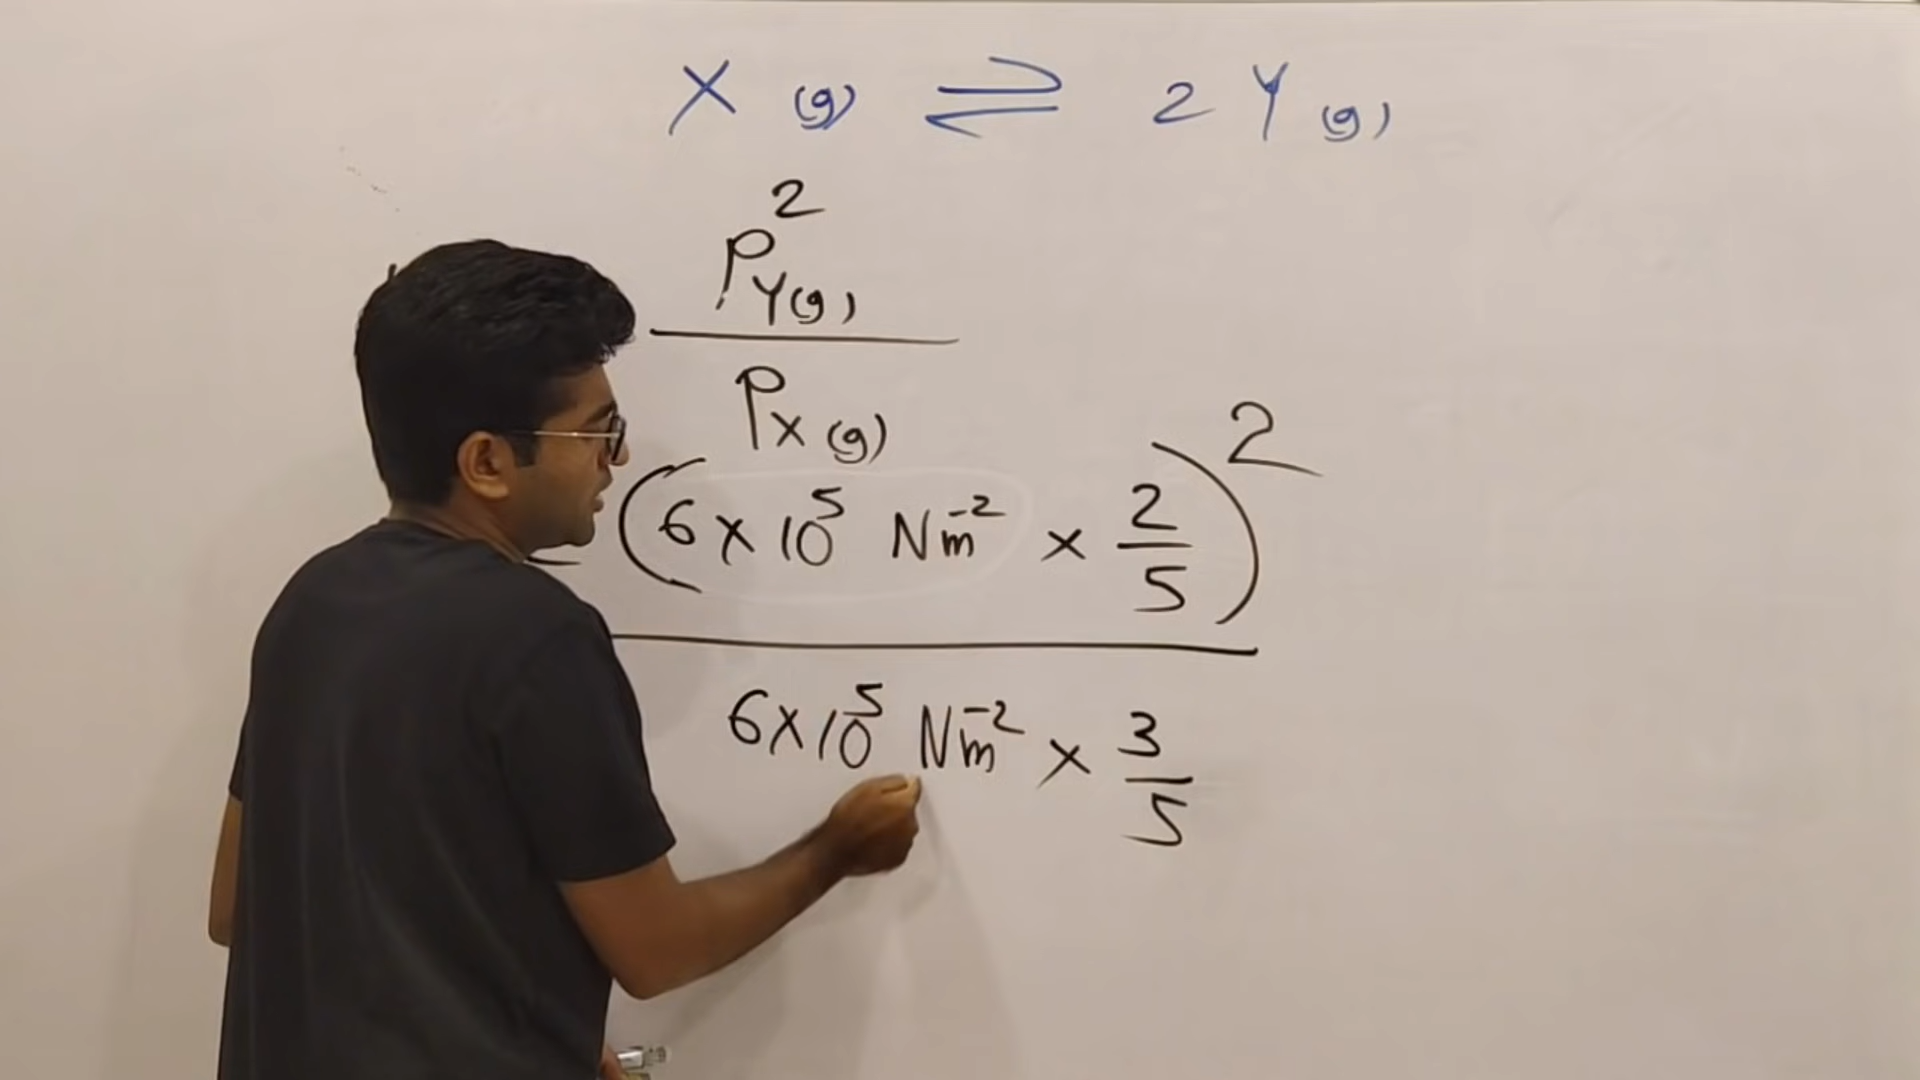 X (g) ⇌ 2 Y (g)
P²Y(g)
PX (g)
(6 × 10⁵ Nm⁻² × 2/5)²
6 × 10⁵ Nm⁻² × 3/5